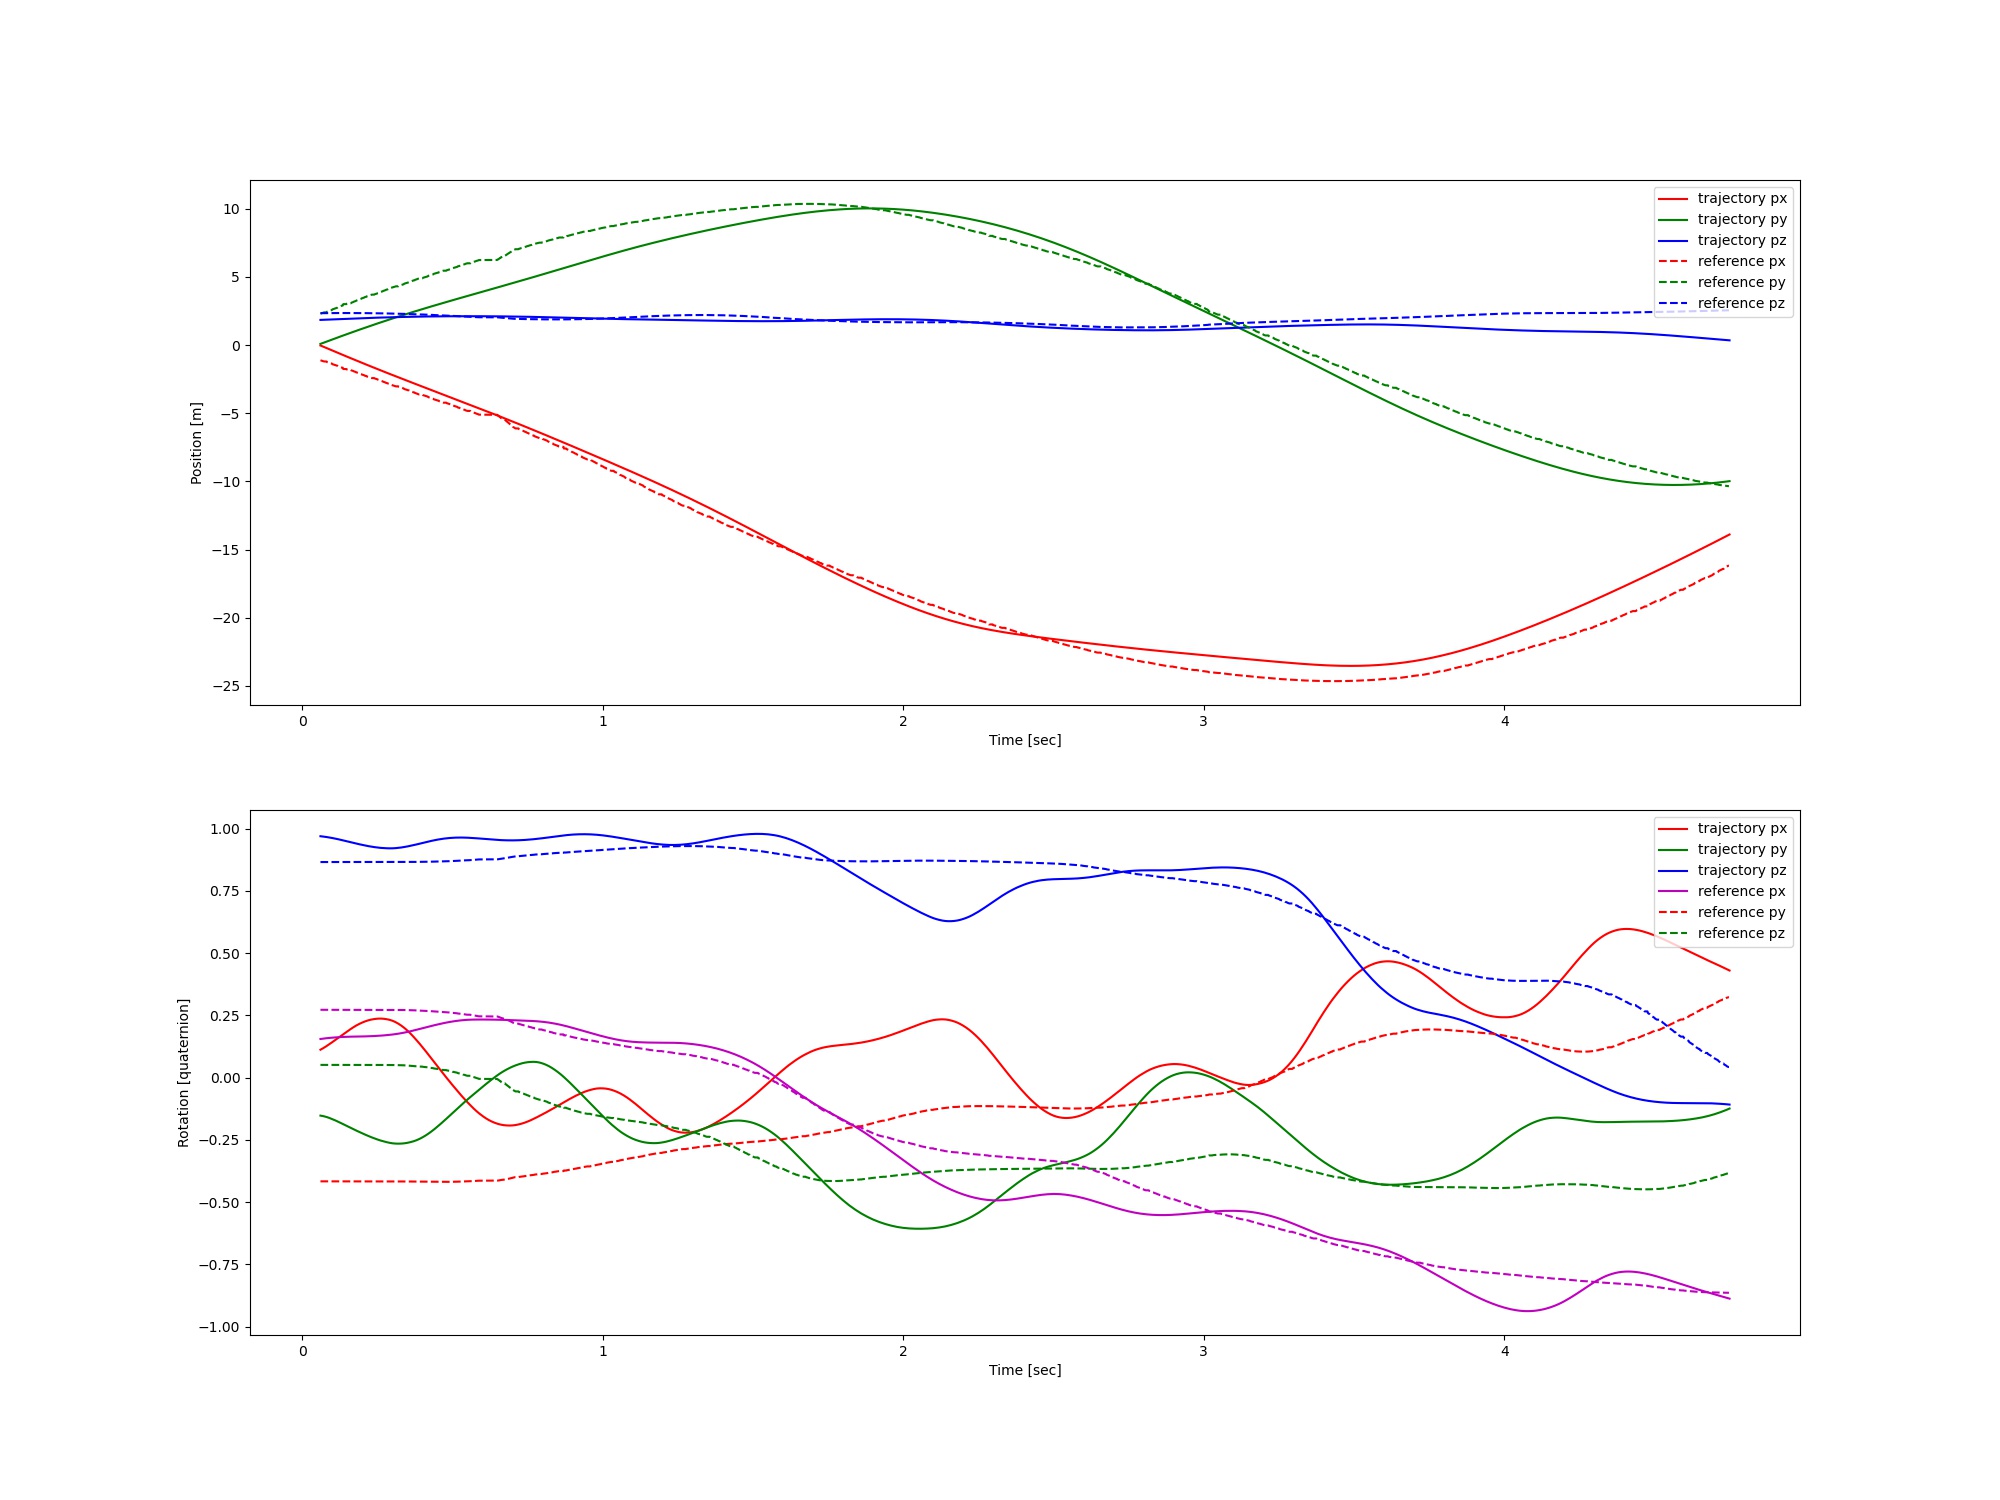 10
5
0
−5
−10
−15
−20
−25
Position [m]
0 1 2 3 4
Time [sec]
trajectory px
trajectory py
trajectory pz
reference px
reference py
reference pz
1.00
0.75
0.50
0.25
0.00
−0.25
−0.50
−0.75
−1.00
Rotation [quaternion]
0 1 2 3 4
Time [sec]
trajectory px
trajectory py
trajectory pz
reference px
reference py
reference pz